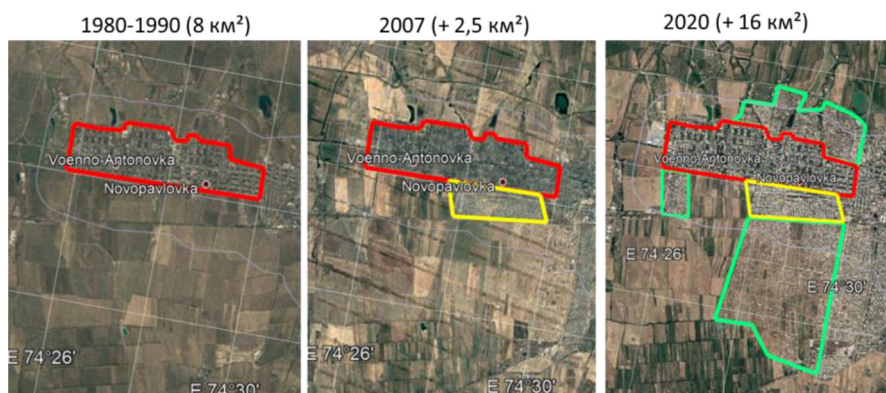 1980-1990 (8 км²)
2007 (+ 2,5 км²)
2020 (+ 16 км²)
Voenno-Antonovka
Novopavlovka
E 74°26'
E 74°30'
Voenno-Antonovka
Novopavlovka
E 74°26'
E 74°30'
Voenno-Antonovka
Novopavlovka
E 74°26'
E 74°30'